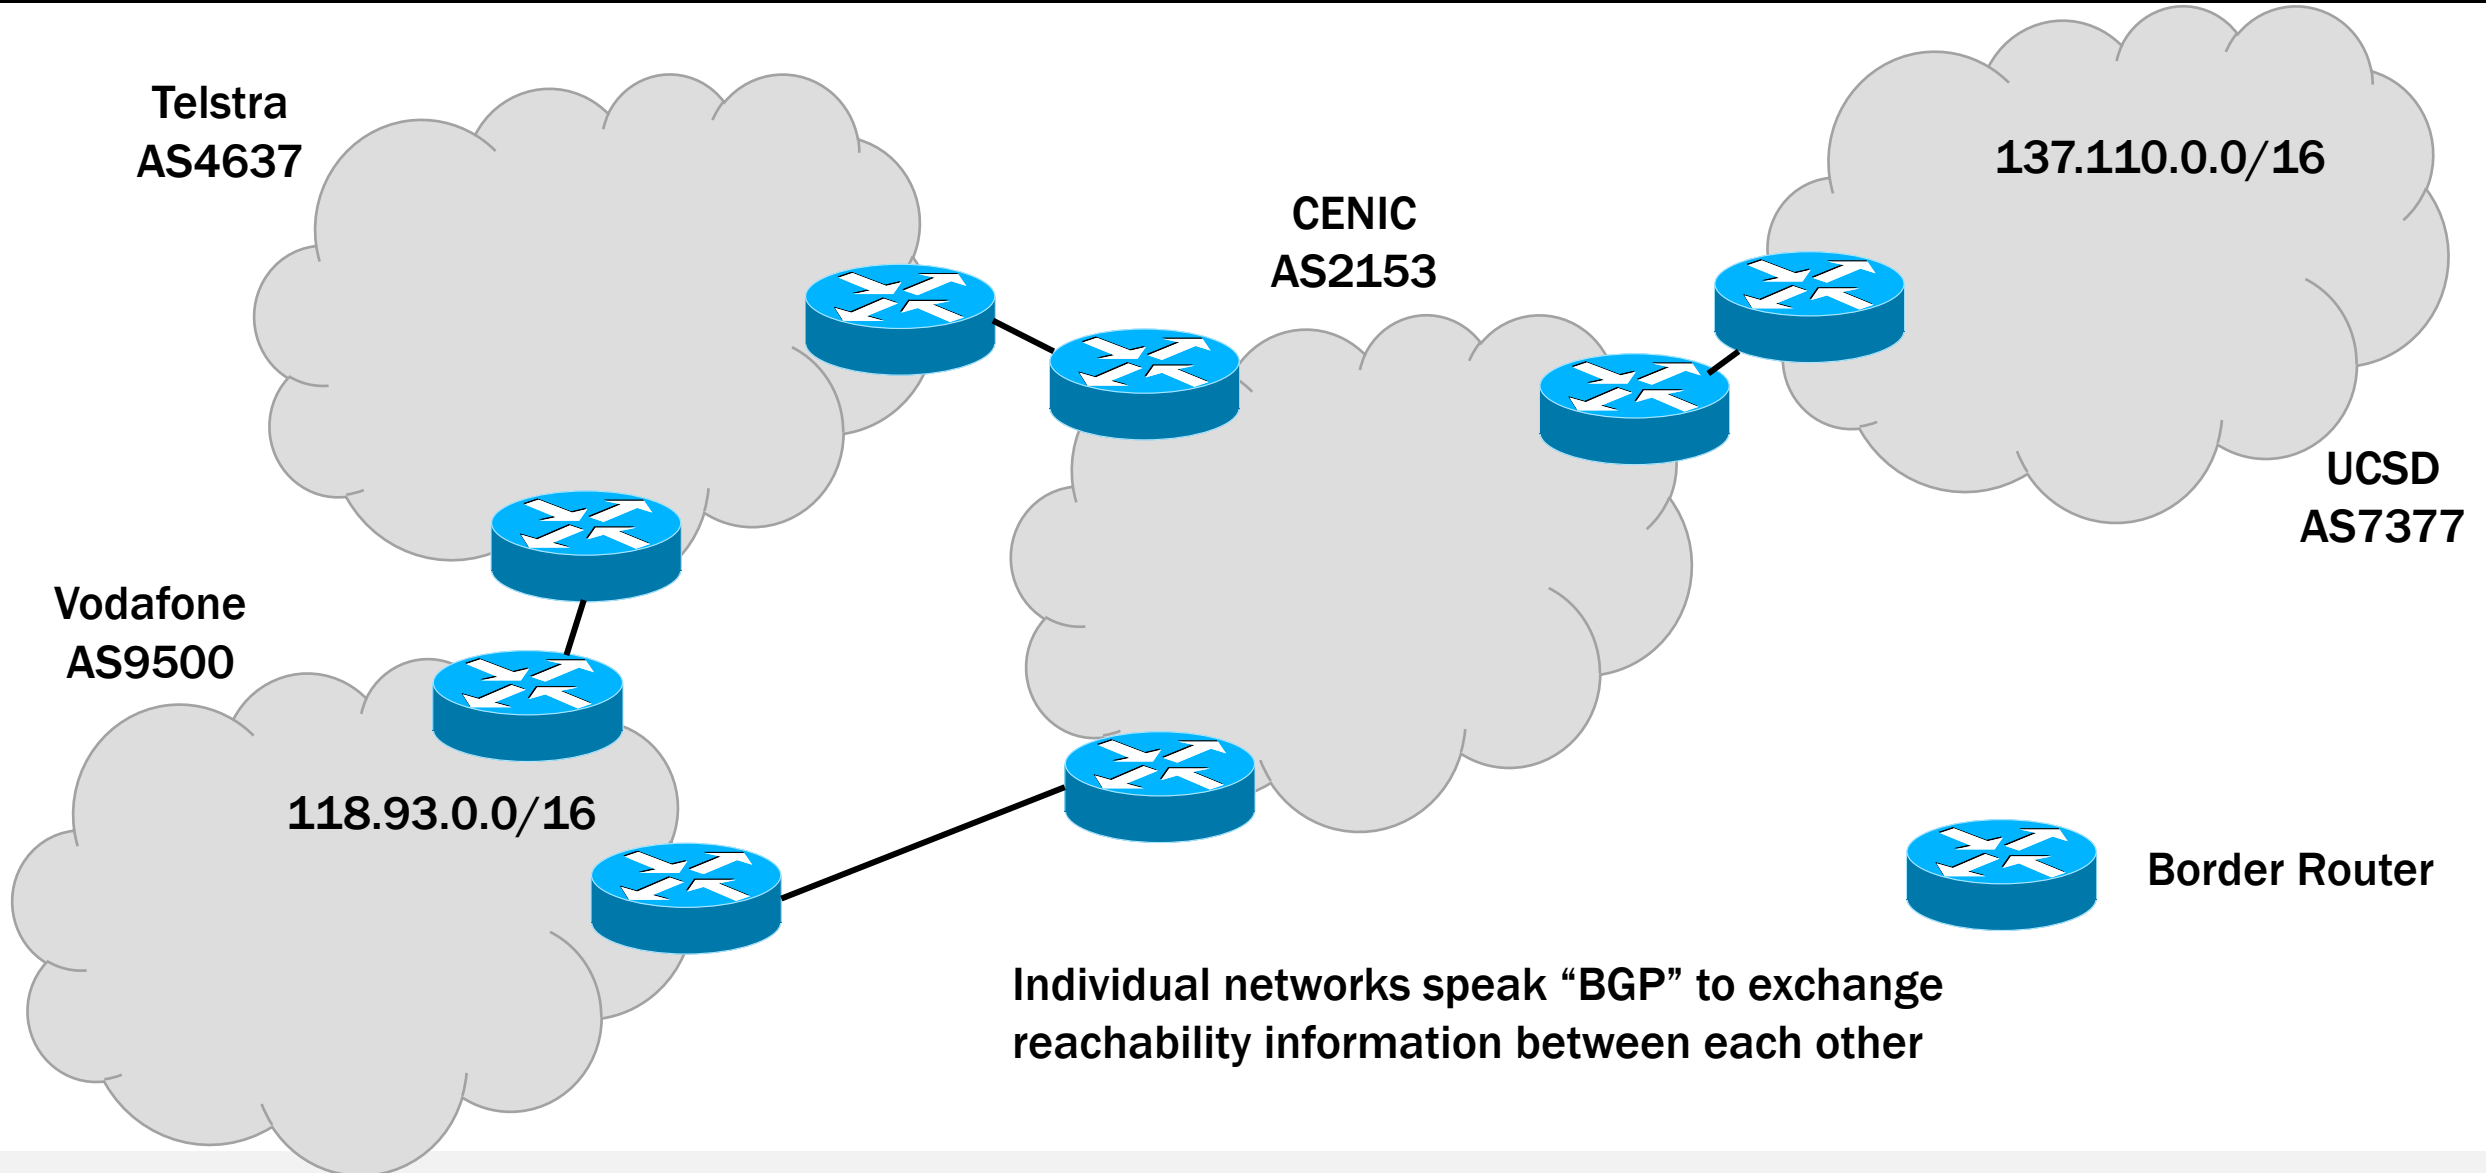 Telstra
AS4637
CENIC
AS2153
137.110.0.0/16
UCSD
AS7377
Vodafone
AS9500
118.93.0.0/16
Border Router
Individual networks speak “BGP” to exchange
reachability information between each other